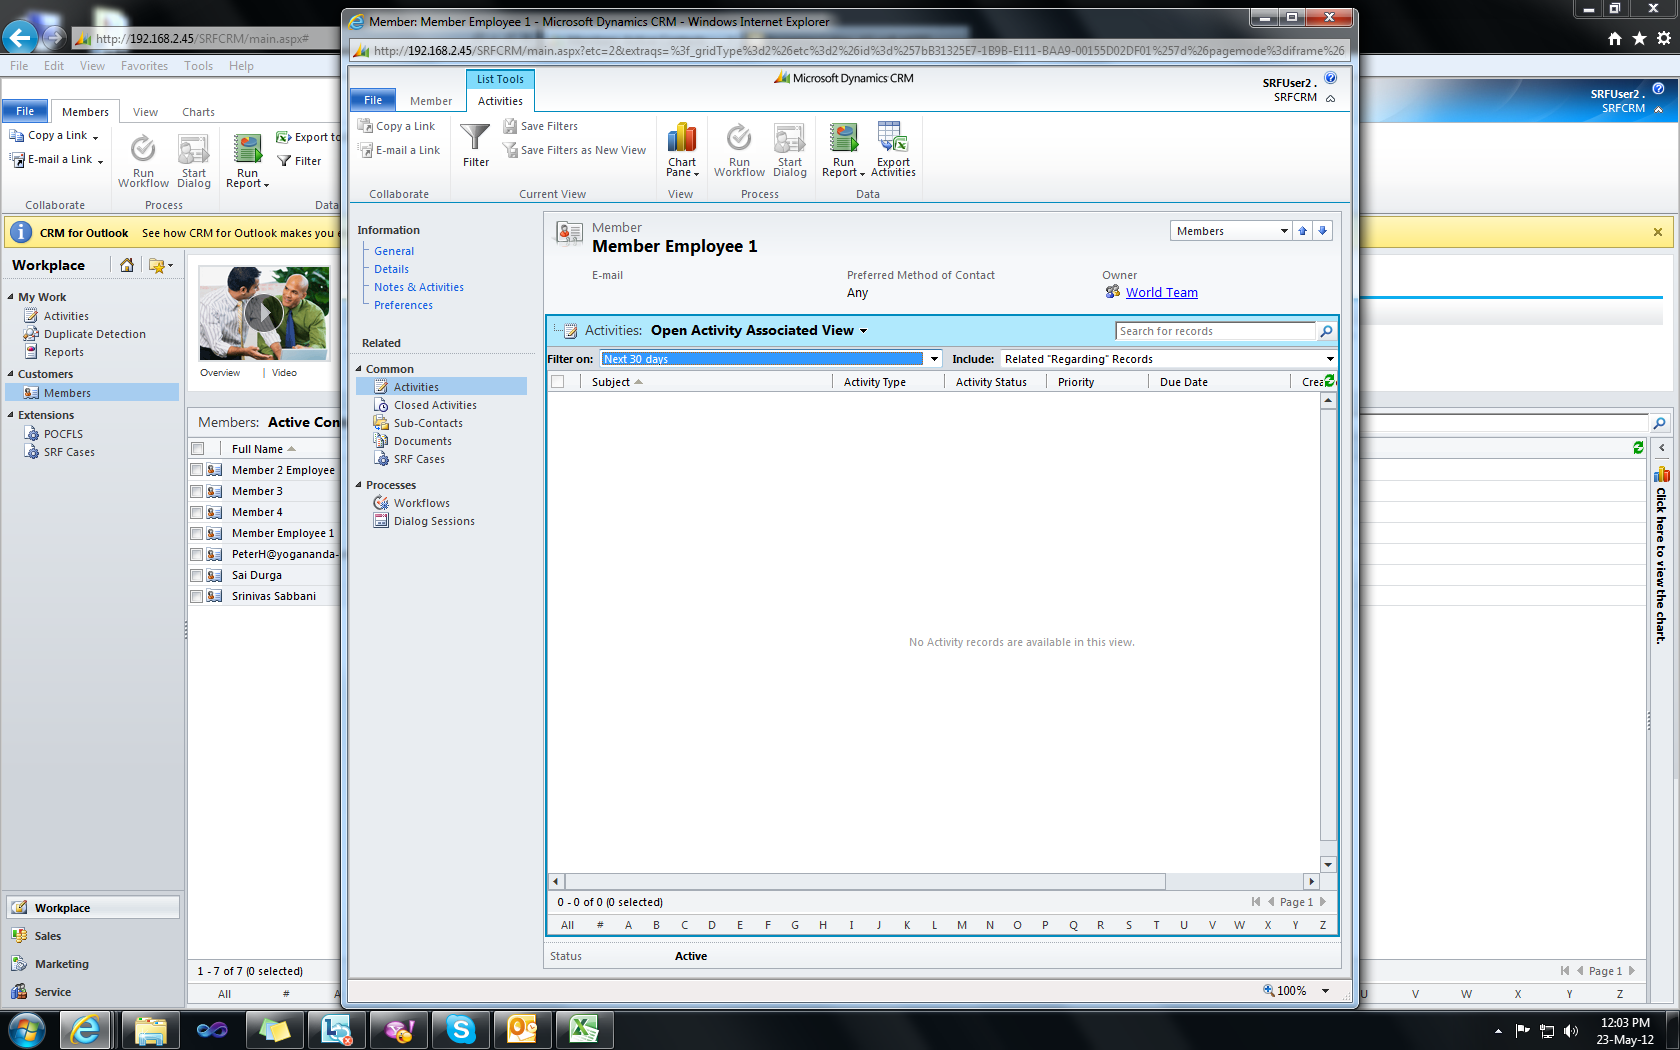 Member: Member Employee 1 - Microsoft Dynamics CRM - Windows Internet Explorer
http://192.168.2.45/SRFCRM/main.aspx#
http://192.168.2.45/SRFCRM/main.aspx?etc=2&extraqs=%3f_gridType%3d2%26etc%3d2%26id%3d%257bB31325E7-1B9B-E111-BAA9-00155D02DF01%257d%26pagemode%3diframe%26
File Edit View Favorites Tools Help
List Tools
Microsoft Dynamics CRM
SRFUser2 .
SRFCRM
File Member Activities
Copy a Link
E-mail a Link
Collaborate
Filter
Save Filters
Save Filters as New View
Current View
Chart Pane
View
Run Workflow
Start Dialog
Process
Run Report
Export Activities
Data
SRFUser2 .
SRFCRM
File Members View Charts
Copy a Link
E-mail a Link
Collaborate
Run Workflow
Start Dialog
Process
Run Report
Export to
Filter
Data
CRM for Outlook See how CRM for Outlook makes you e
Workplace
My Work
Activities
Duplicate Detection
Reports
Customers
Members
Extensions
POCFLS
SRF Cases
Overview | Video
Members: Active Con
Full Name
Member 2 Employee
Member 3
Member 4
Member Employee 1
PeterH@yogananda-
Sai Durga
Srinivas Sabbani
Information
General
Details
Notes & Activities
Preferences
Related
Common
Activities
Closed Activities
Sub-Contacts
Documents
SRF Cases
Processes
Workflows
Dialog Sessions
Member
Member Employee 1
Members
E-mail
Preferred Method of Contact
Any
Owner
World Team
Activities: Open Activity Associated View
Search for records
Filter on: Next 30 days
Include: Related "Regarding" Records
Subject Activity Type Activity Status Priority Due Date Crea
No Activity records are available in this view.
0 - 0 of 0 (0 selected)
Page 1
All # A B C D E F G H I J K L M N O P Q R S T U V W X Y Z
Status Active
100%
Click here to view the chart.
Workplace
Sales
Marketing
Service
1 - 7 of 7 (0 selected)
Page 1
All # A U V W X Y Z
12:03 PM
23-May-12